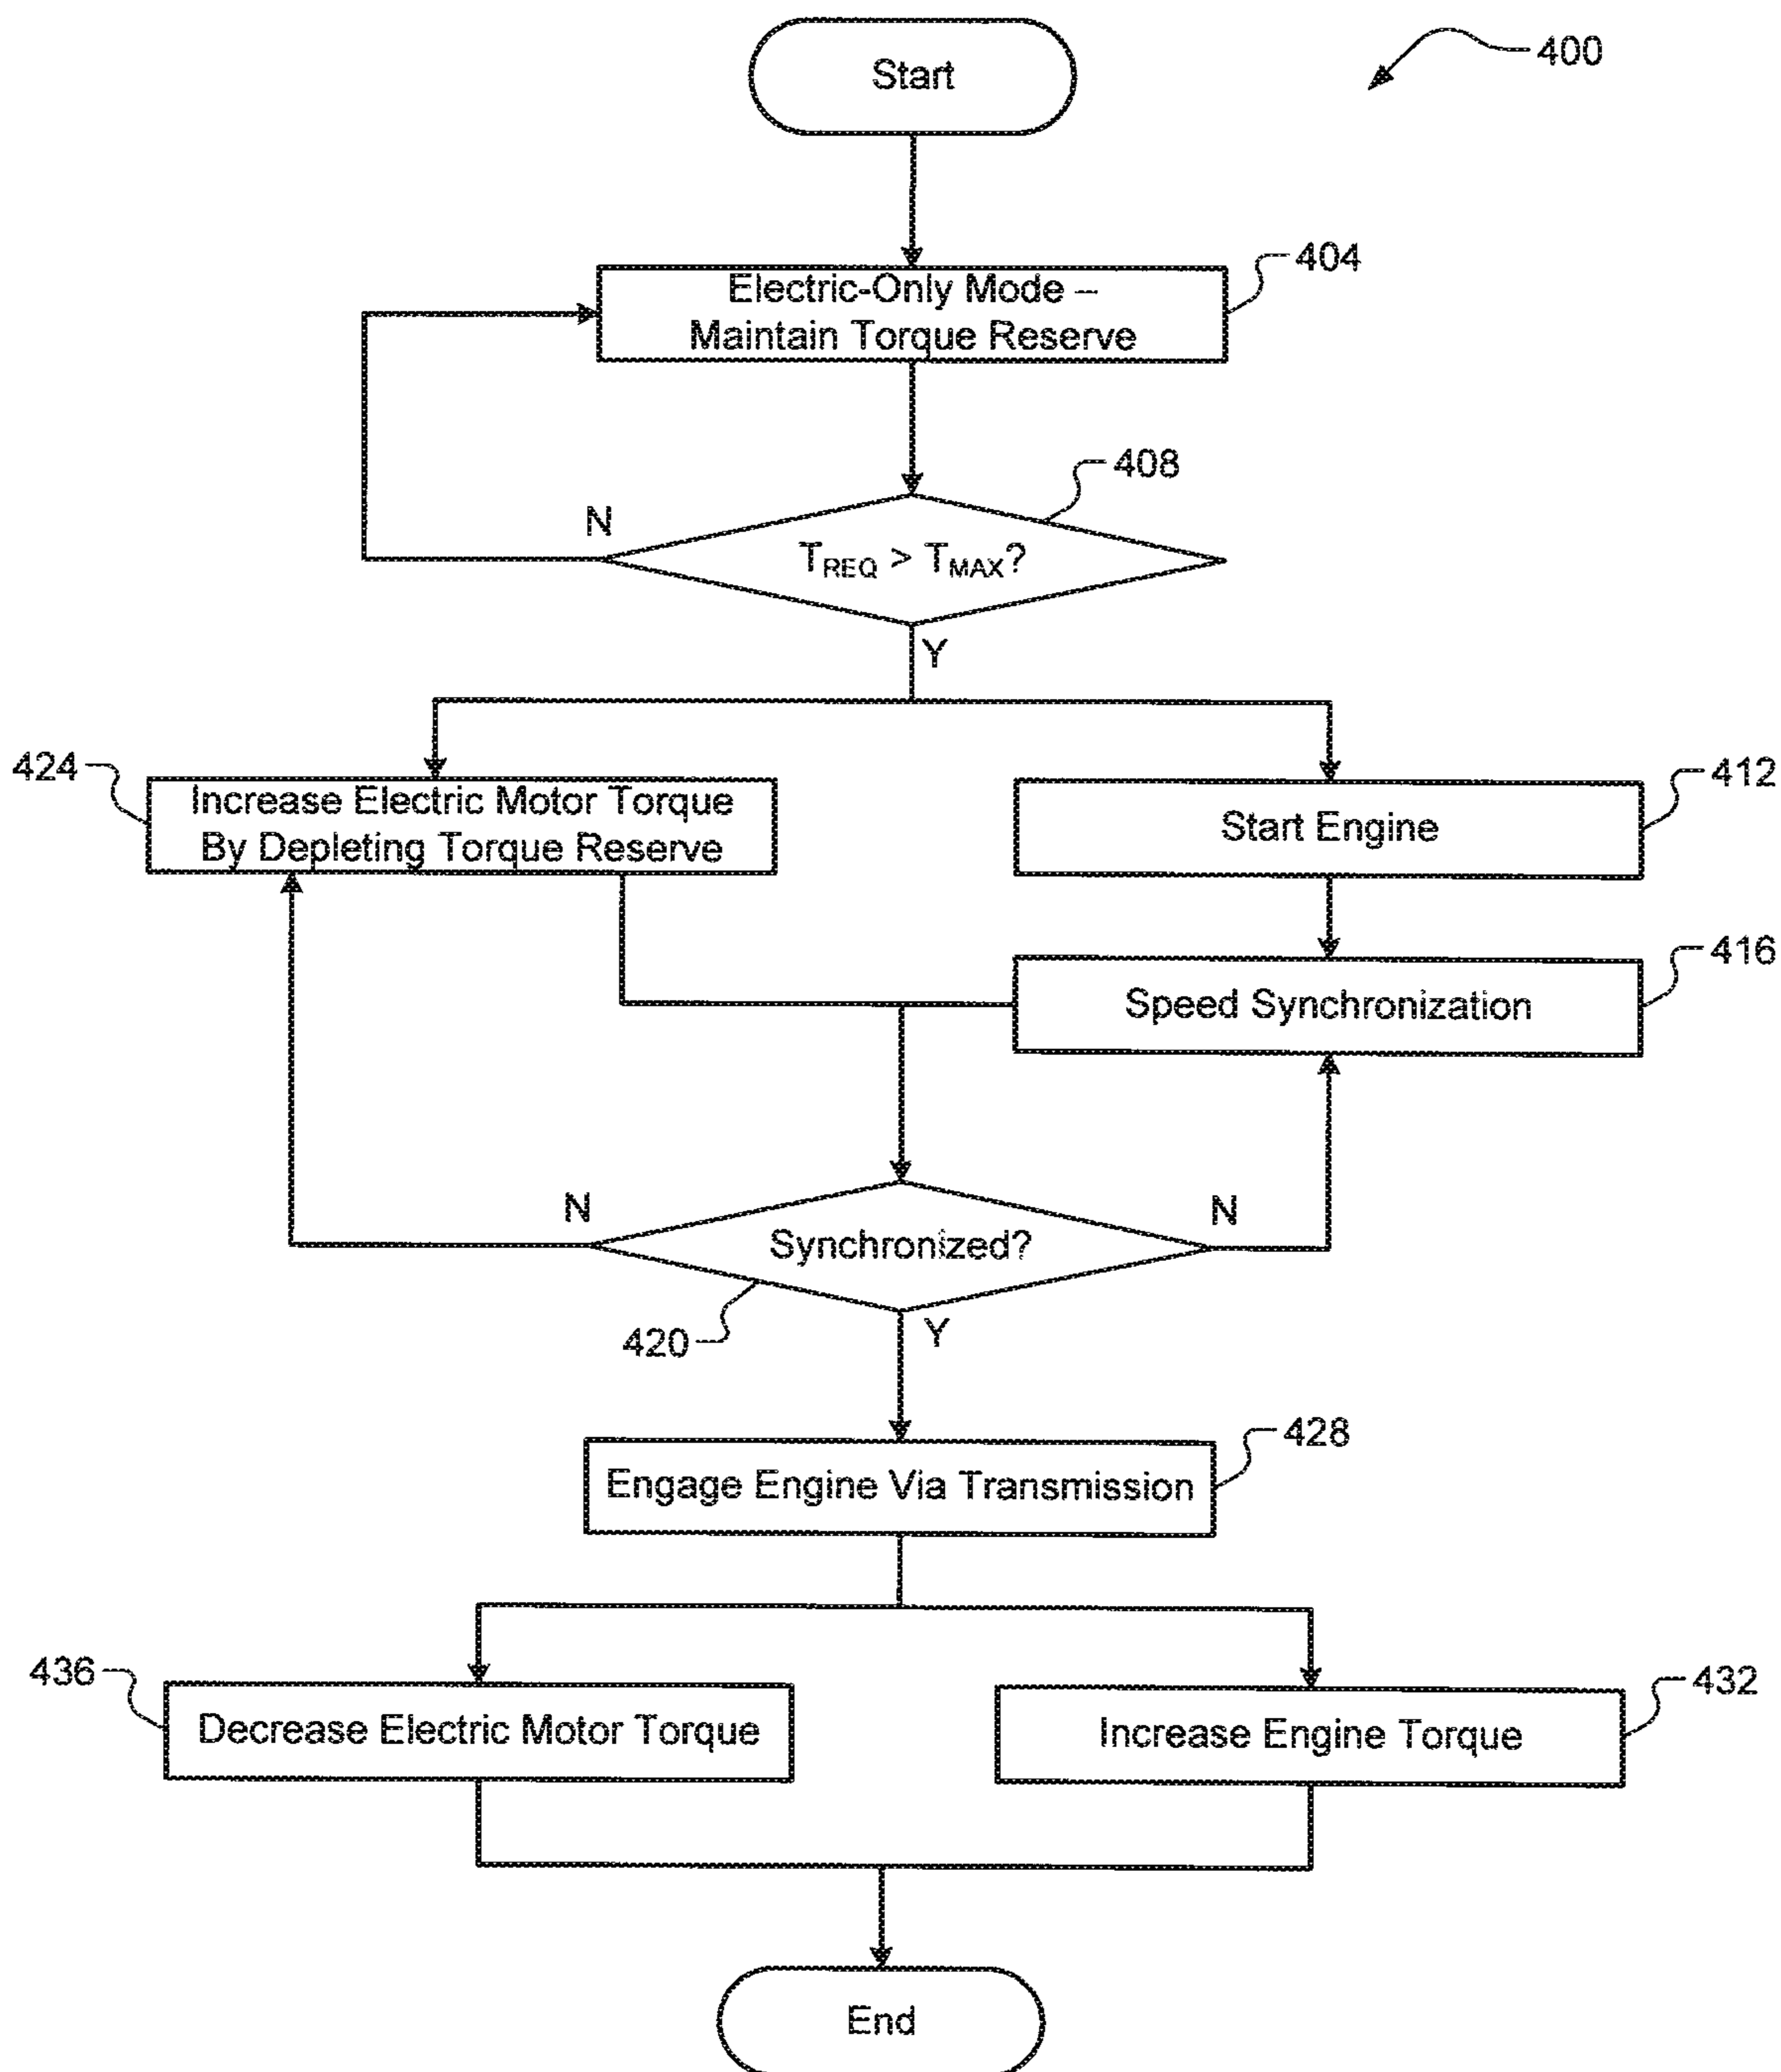 Start
400
Electric-Only Mode –
Maintain Torque Reserve
404
408
N
T_REQ > T_MAX?
Y
424
Increase Electric Motor Torque
By Depleting Torque Reserve
Start Engine
412
Speed Synchronization
416
N
Synchronized?
N
420
Y
Engage Engine Via Transmission
428
436
Decrease Electric Motor Torque
Increase Engine Torque
432
End